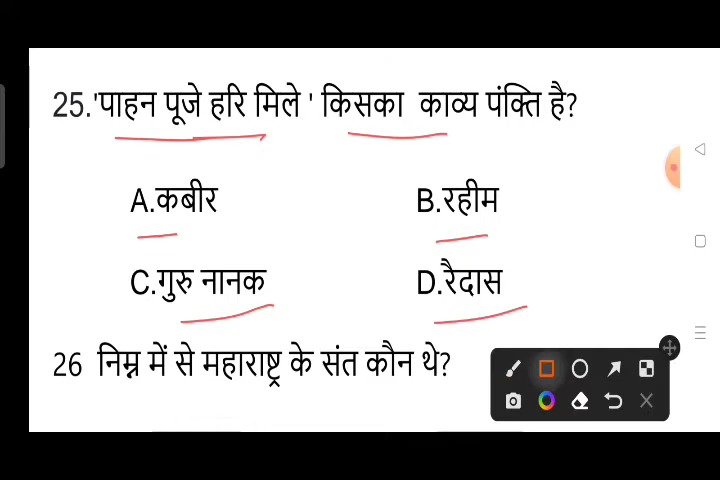 25.'पाहन पूजे हरि मिले ' किसका काव्य पंक्ति है?
A.कबीर B.रहीम
C.गुरु नानक D.रैदास
26 निम्न में से महाराष्ट्र के संत कौन थे?